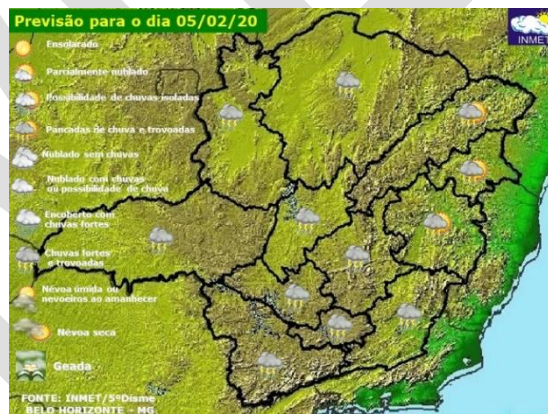 Previsão para o dia 05/02/20
INMET
Ensolarado
Parcialmente nublado
Possibilidade de chuvas isoladas
Pancadas de chuva e trovoadas
Nublado sem chuvas
Nublado com chuvas
ou possibilidade de chuva
Encoberto com
chuvas fortes
Chuvas fortes
e trovoadas
Névoa úmida ou
nevoeiros ao amanhecer
Névoa seca
Geada
FONTE: INMET/5ºDisme
BELO HORIZONTE - MG